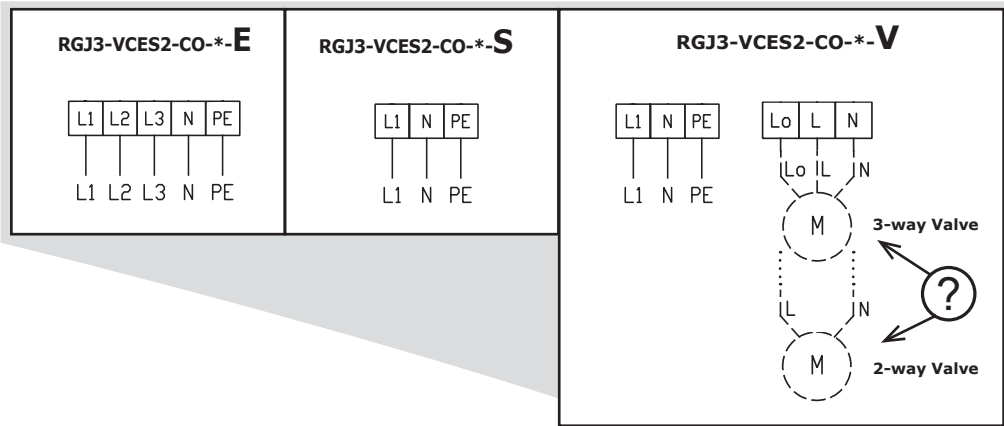 RGJ3-VCES2-CO-*-E
L1 L2 L3 N PE
L1 L2 L3 N PE
RGJ3-VCES2-CO-*-S
L1 N PE
L1 N PE
RGJ3-VCES2-CO-*-V
L1 N PE
L1 N PE
Lo L N
Lo L N
M
3-way Valve
?
L N
M
2-way Valve